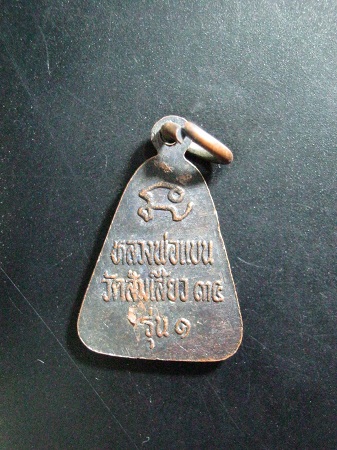 หลวงพ่อแบน
วัดส้มเสี้ยว ๓๕
รุ่น ๑